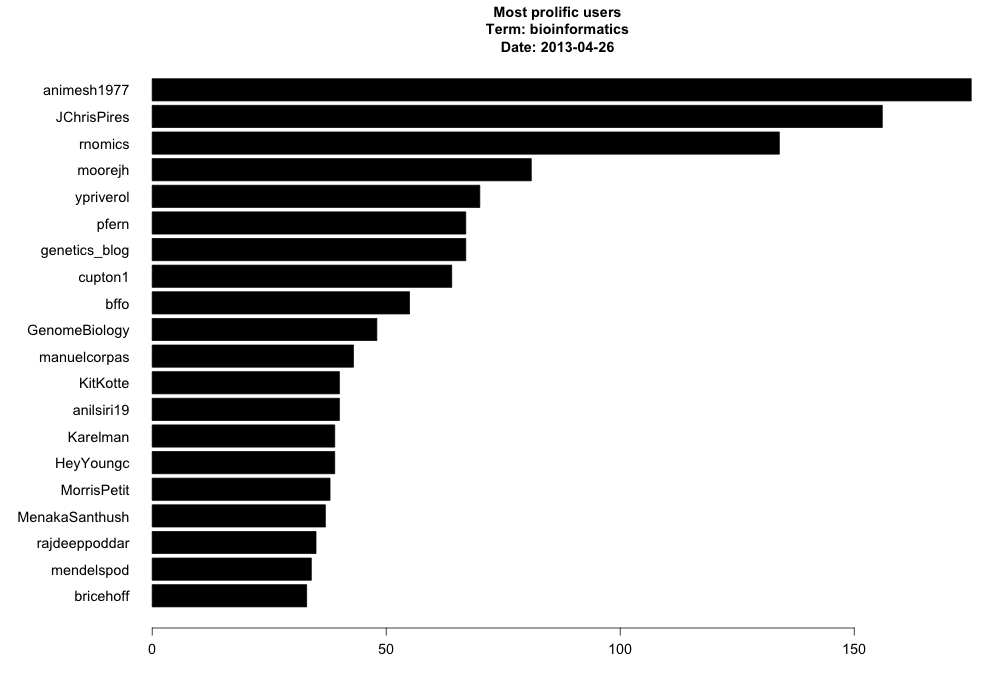 Most prolific users
Term: bioinformatics
Date: 2013-04-26
animesh1977
JChrisPires
rnomics
moorejh
ypriverol
pfern
genetics_blog
cupton1
bffo
GenomeBiology
manuelcorpas
KitKotte
anilsiri19
Karelman
HeyYoungc
MorrisPetit
MenakaSanthush
rajdeeppoddar
mendelspod
bricehoff
0 50 100 150